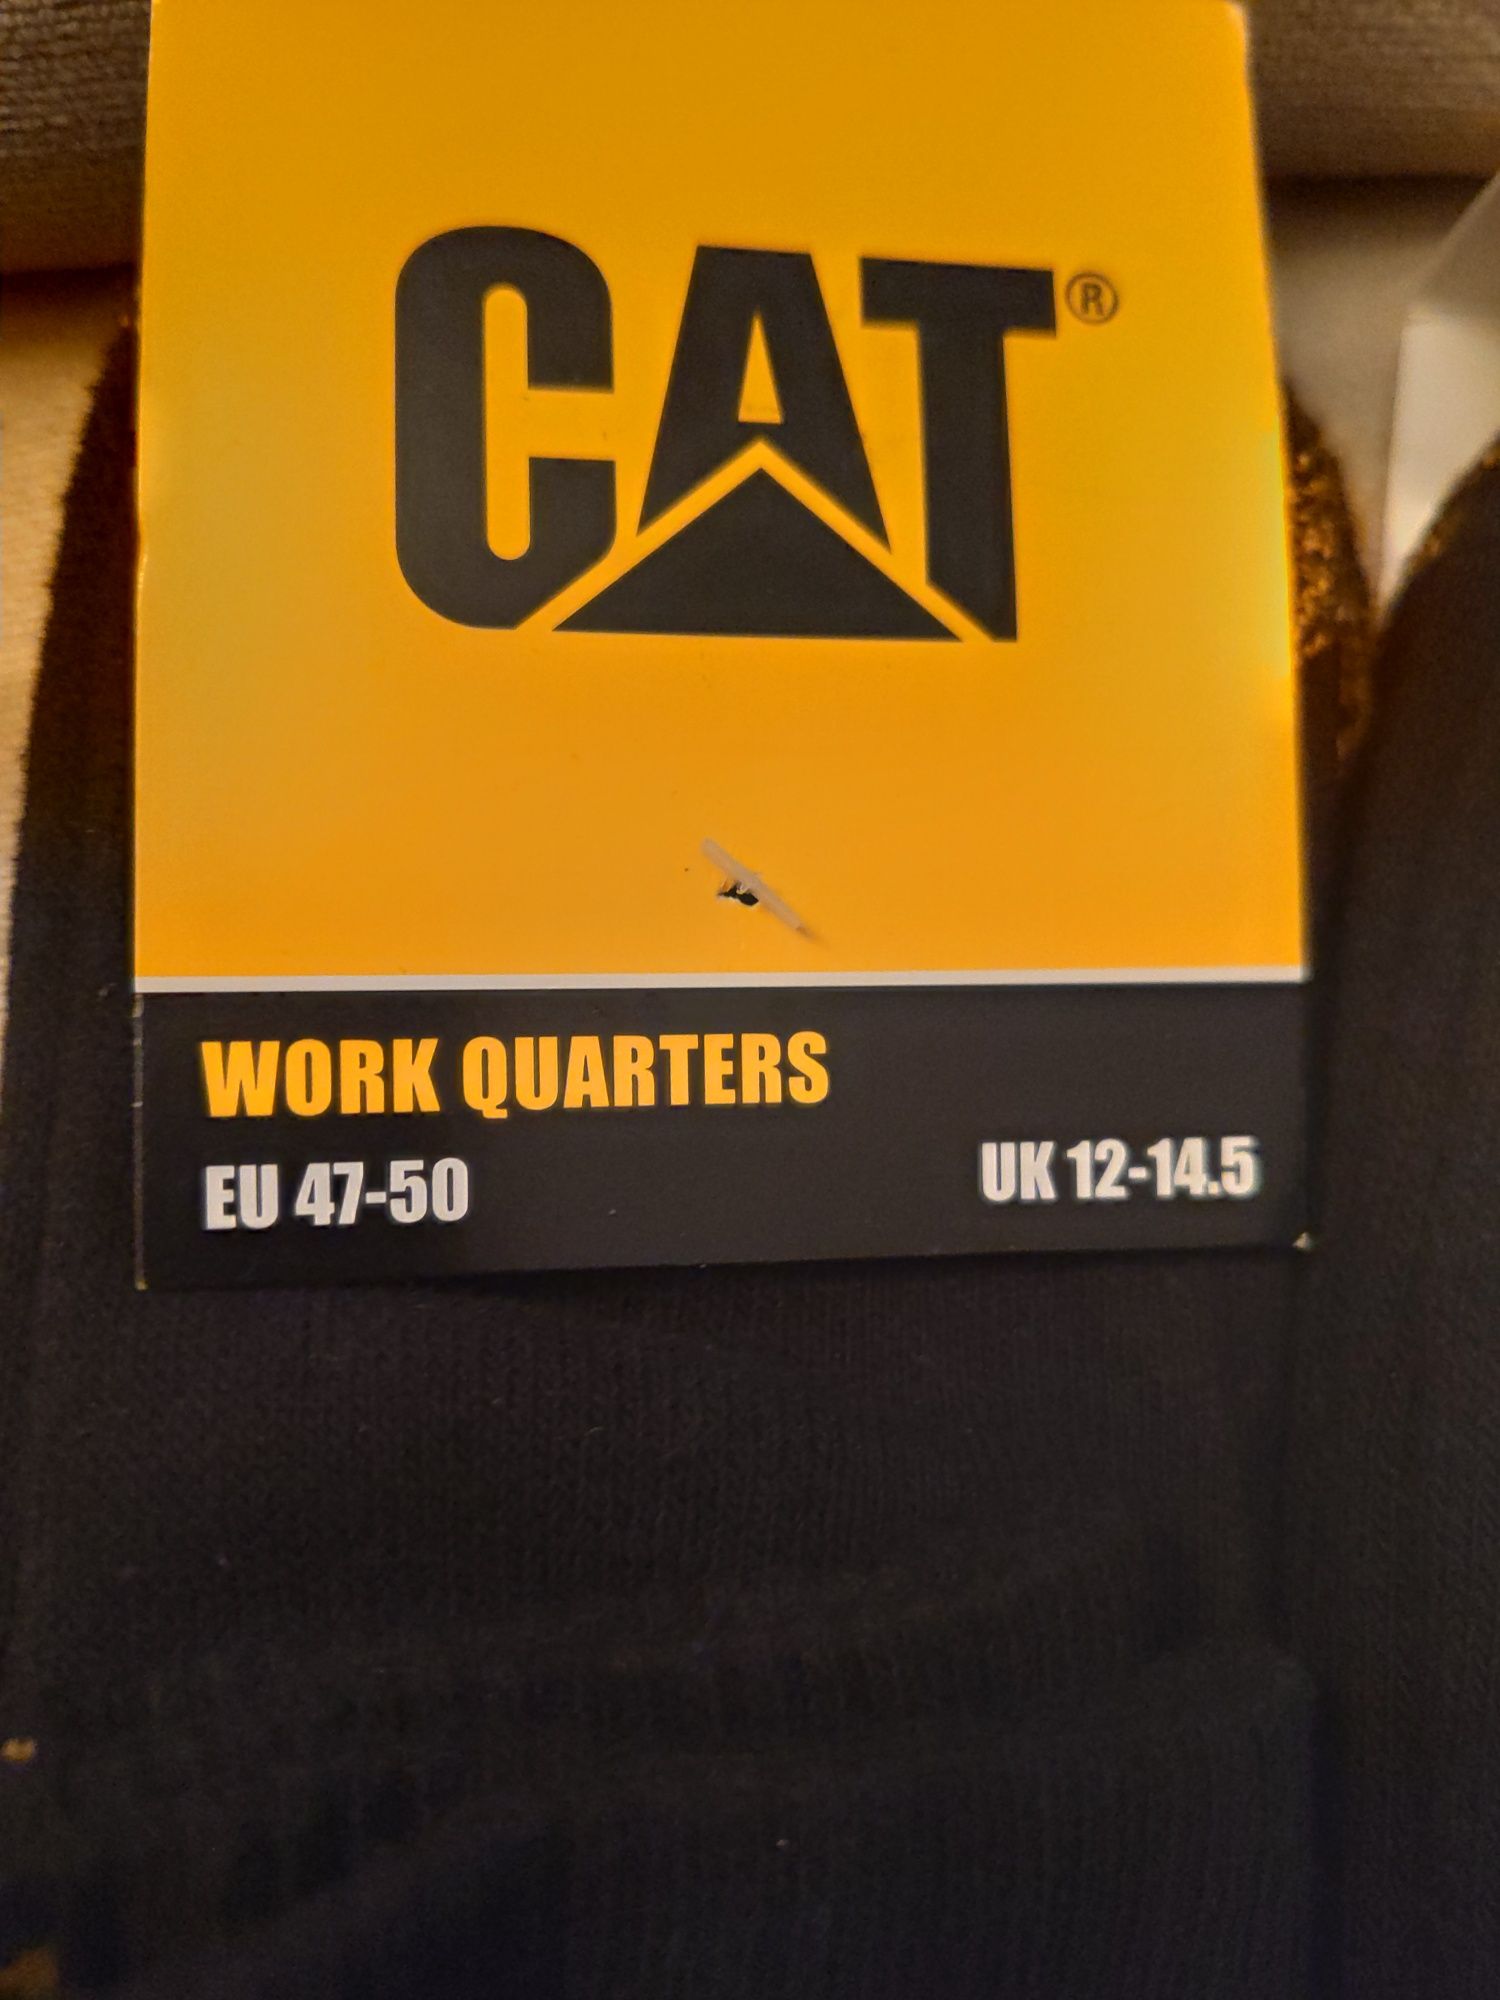 CAT®
WORK QUARTERS
EU 47-50
UK 12-14.5